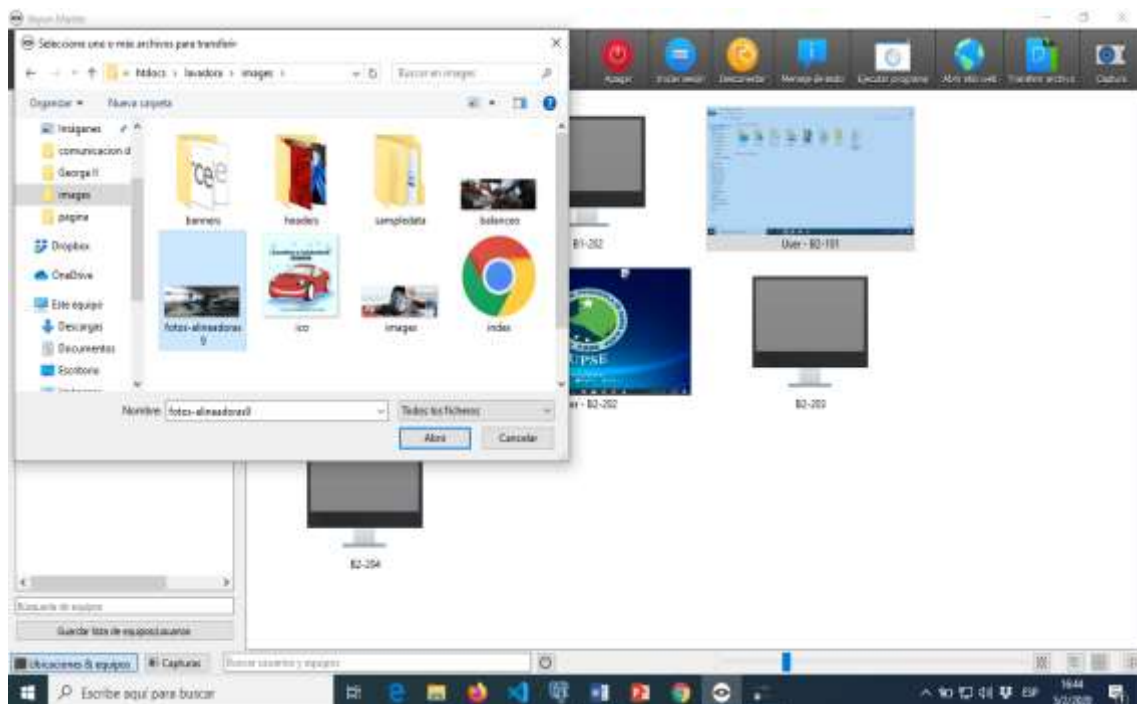 Seleccione uno o más archivos para transferir
htdocs > lavadora > images >
Buscar en images
Organizar
Nueva carpeta
Imágenes
comunicacion d
George II
images
pagina
Dropbox
OneDrive
Este equipo
Descargas
Documentos
Escritorio
banners
headers
sampledata
balanceo
fotos-alineadoras
9
ico
images
index
Nombre: fotos-alineadoras9
Todos los ficheros
Abrir
Cancelar
Apagar
Iniciar sesión
Desconectar
Mensaje de texto
Ejecutar programa
Abrir sitio web
Transferir archivo
Captura
B1-202
User - B2-101
UPSE
B2-202
B2-203
B2-204
Búsqueda de equipos
Guardar lista de equipos/usuarios
Ubicaciones & equipos
Capturas
Buscar usuarios y equipos
Escribe aquí para buscar
ESP
16:44